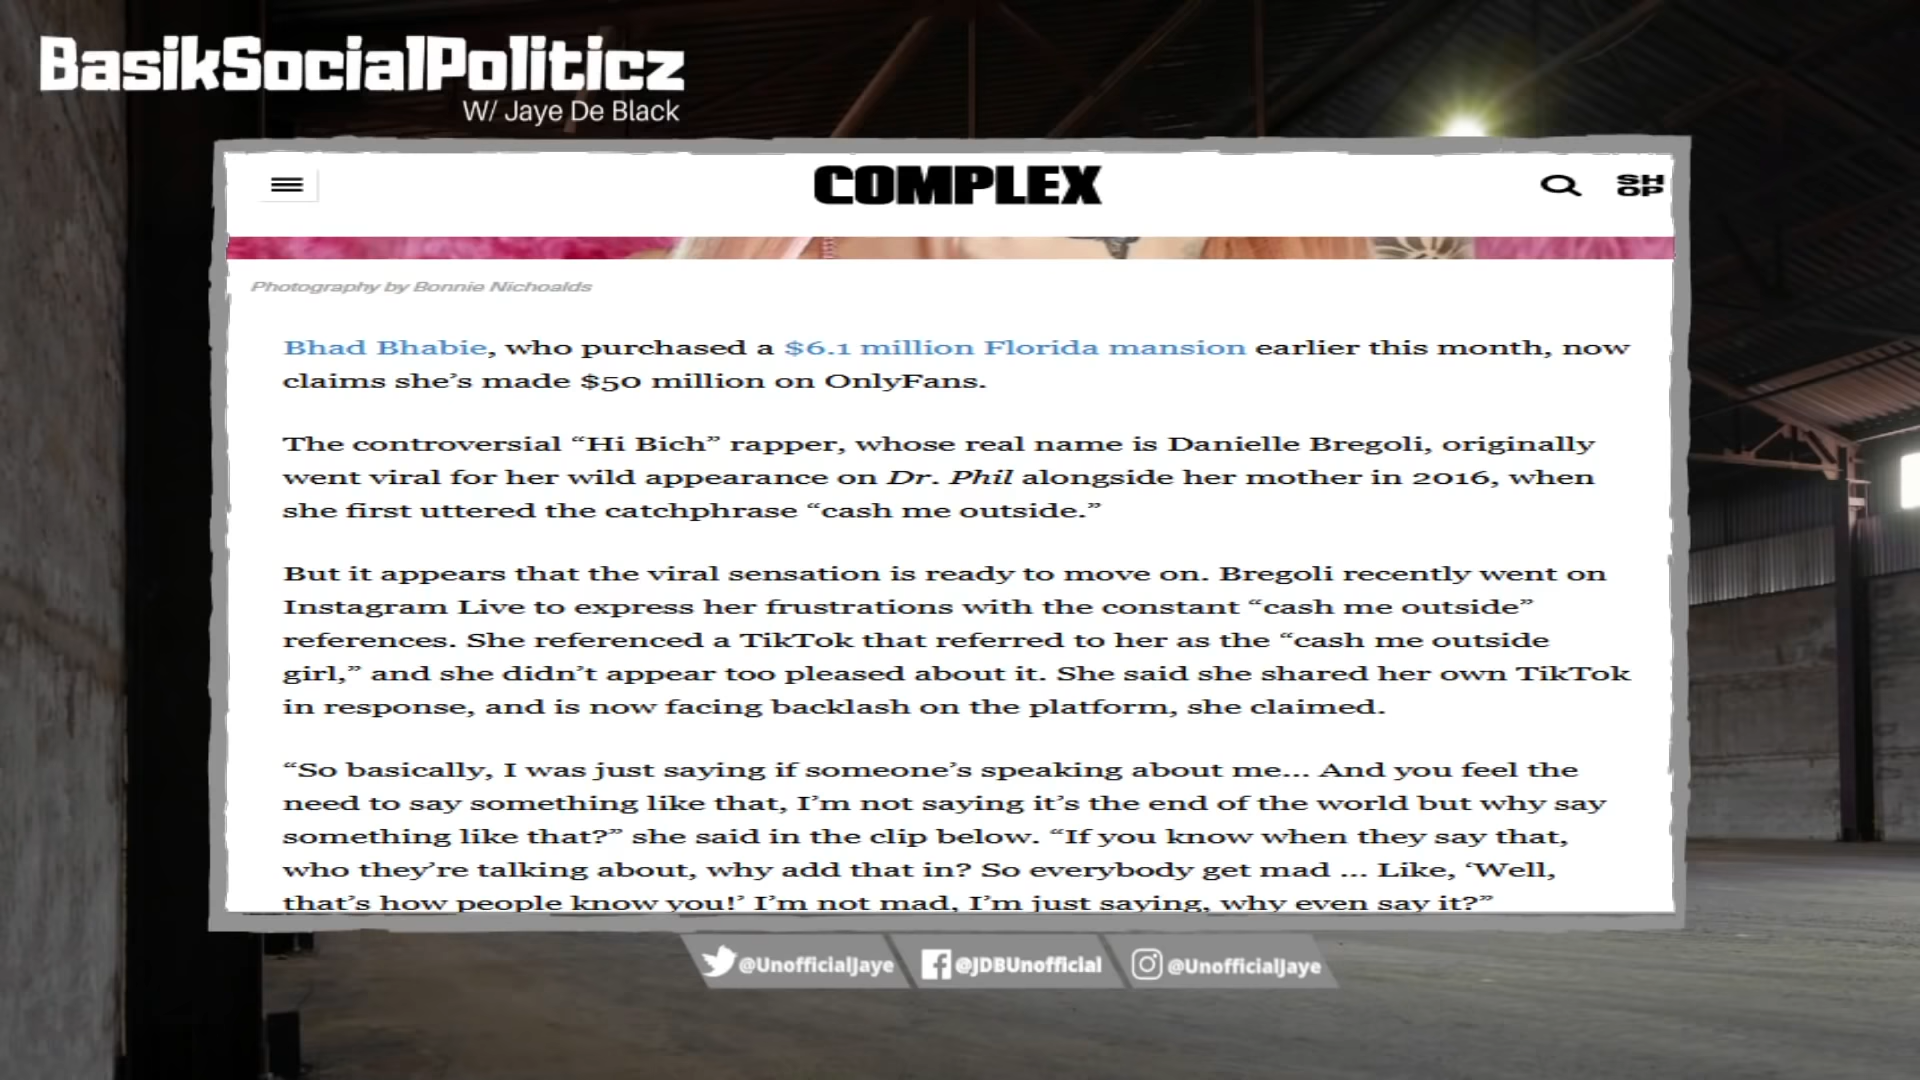 BasikSocialPoliticz
W/ Jaye De Black
COMPLEX
SH
OP
Photography by Bonnie Nichoalds
Bhad Bhabie, who purchased a $6.1 million Florida mansion earlier this month, now
claims she’s made $50 million on OnlyFans.
The controversial “Hi Bich” rapper, whose real name is Danielle Bregoli, originally
went viral for her wild appearance on Dr. Phil alongside her mother in 2016, when
she first uttered the catchphrase “cash me outside.”
But it appears that the viral sensation is ready to move on. Bregoli recently went on
Instagram Live to express her frustrations with the constant “cash me outside”
references. She referenced a TikTok that referred to her as the “cash me outside
girl,” and she didn’t appear too pleased about it. She said she shared her own TikTok
in response, and is now facing backlash on the platform, she claimed.
“So basically, I was just saying if someone’s speaking about me... And you feel the
need to say something like that, I’m not saying it’s the end of the world but why say
something like that?” she said in the clip below. “If you know when they say that,
who they’re talking about, why add that in? So everybody get mad ... Like, ‘Well,
that’s how people know you!’ I’m not mad, I’m just saying, why even say it?”
@UnofficialJaye @JDBUnofficial @UnofficialJaye